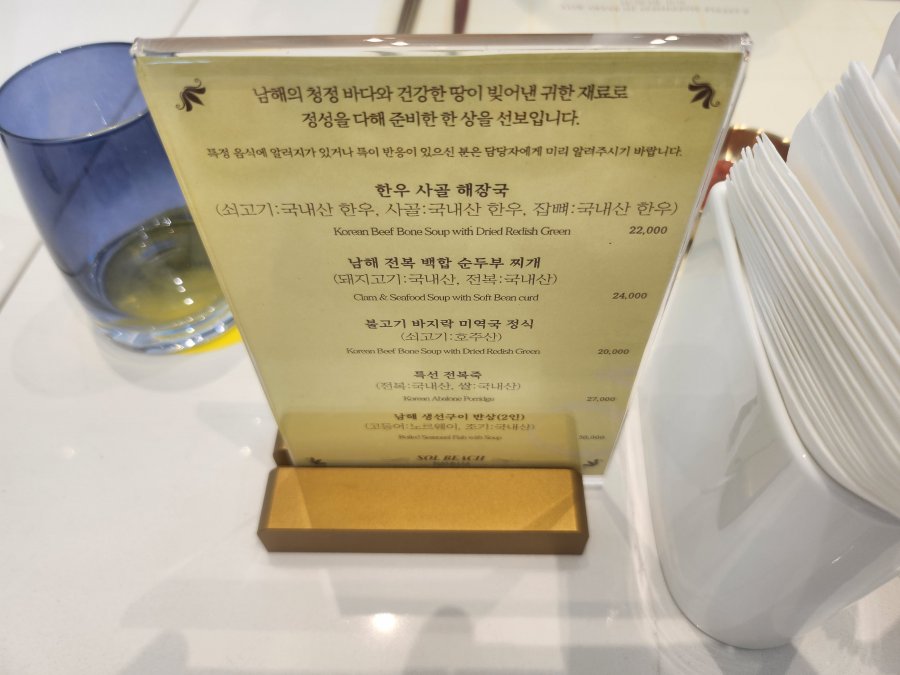 남해의 청정 바다와 건강한 땅이 빚어낸 귀한 재료로
정성을 다해 준비한 한 상을 선보입니다.
특정 음식에 알러지가 있거나 특이 반응이 있으신 분은 담당자에게 미리 알려주시기 바랍니다.
한우 사골 해장국
(쇠고기:국내산 한우, 사골:국내산 한우, 잡뼈:국내산 한우)
Korean Beef Bone Soup with Dried Redish Green 22,000
남해 전복 백합 순두부 찌개
(돼지고기:국내산, 전복:국내산)
Clam & Seafood Soup with Soft Bean curd 24,000
불고기 바지락 미역국 정식
(쇠고기:호주산)
Korean Beef Bone Soup with Dried Redish Green 20,000
특선 전복죽
(전복:국내산, 쌀:국내산)
Korean Abalone Porridge 27,000
남해 생선구이 반상(2인)
(고등어:노르웨이, 조기:국내산)
Boiled Seasonal Fish with Soup
SOL BEACH